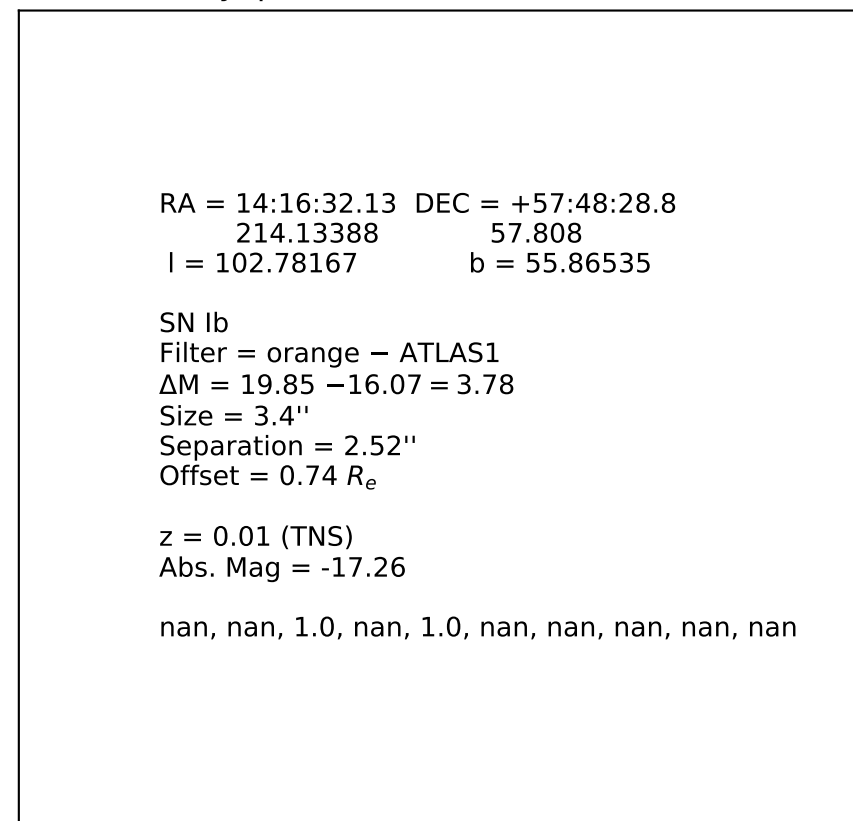 RA = 14:16:32.13  DEC = +57:48:28.8
214.13388  57.808
l = 102.78167  b = 55.86535
SN Ib
Filter = orange − ATLAS1
ΔM = 19.85 −16.07 = 3.78
Size = 3.4''
Separation = 2.52''
Offset = 0.74 Re
z = 0.01 (TNS)
Abs. Mag = -17.26
nan, nan, 1.0, nan, 1.0, nan, nan, nan, nan, nan